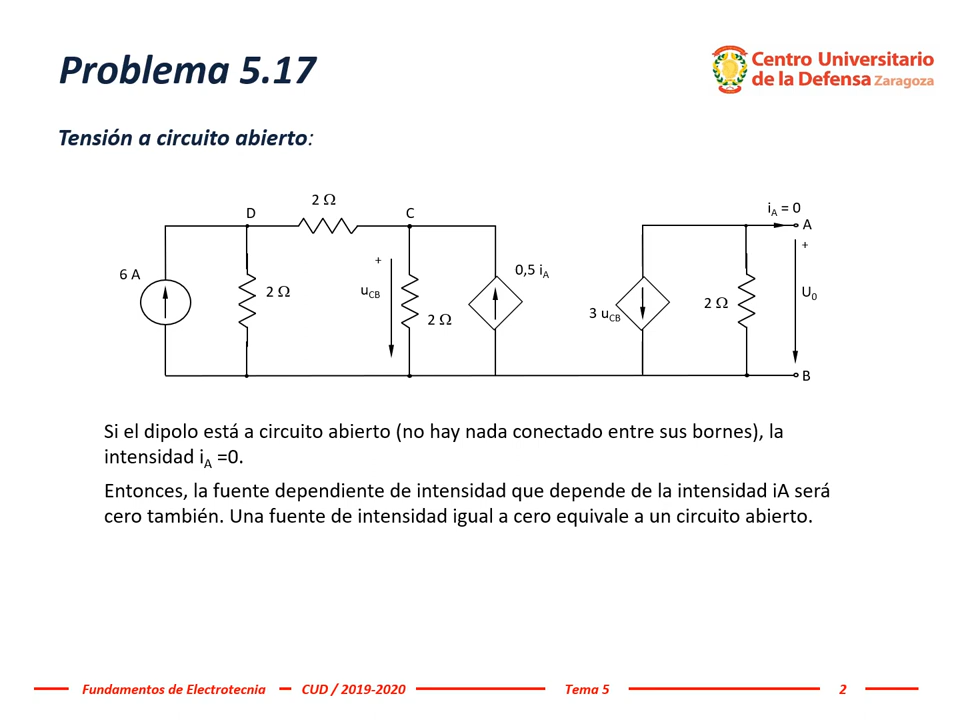 Problema 5.17
Centro Universitario
de la Defensa Zaragoza
Tensión a circuito abierto:
2 Ω
D
C
iA = 0
A
+
+
6 A
0,5 iA
2 Ω
uCB
U0
2 Ω
3 uCB
2 Ω
B
Si el dipolo está a circuito abierto (no hay nada conectado entre sus bornes), la
intensidad iA =0.
Entonces, la fuente dependiente de intensidad que depende de la intensidad iA será
cero también. Una fuente de intensidad igual a cero equivale a un circuito abierto.
Fundamentos de Electrotecnia CUD / 2019-2020 Tema 5 2